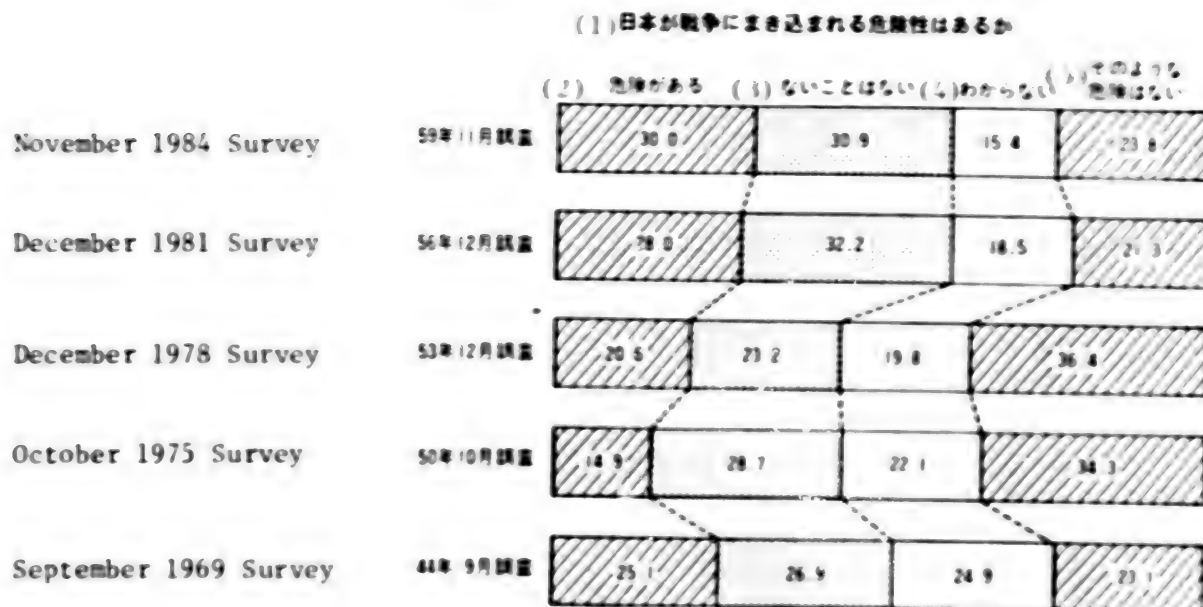 (1)日本が戦争にまき込まれる危険性はあるか
(2) 危険がある (3) ないことはない (4)わからない (5)そのような危険はない
November 1984 Survey 59年11月調査 30.0 30.9 15.4 23.8
December 1981 Survey 56年12月調査 28.0 32.2 18.5 21.3
December 1978 Survey 53年12月調査 20.6 23.2 19.8 36.4
October 1975 Survey 50年10月調査 14.9 28.7 22.1 34.3
September 1969 Survey 44年9月調査 25.1 26.9 24.9 23.1